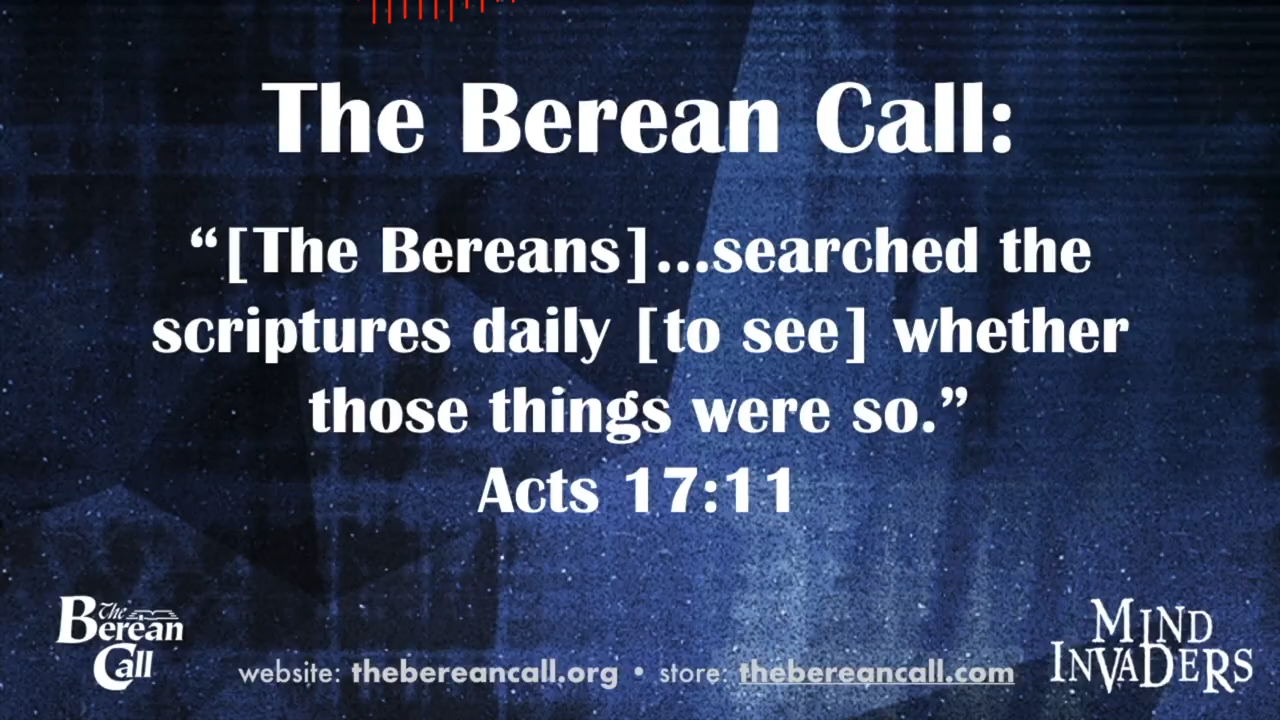 The Berean Call:
“[The Bereans]...searched the
scriptures daily [to see] whether
those things were so.”
Acts 17:11
The
Berean
Call
website: thebereancall.org • store: thebereancall.com
MIND
INVADERS